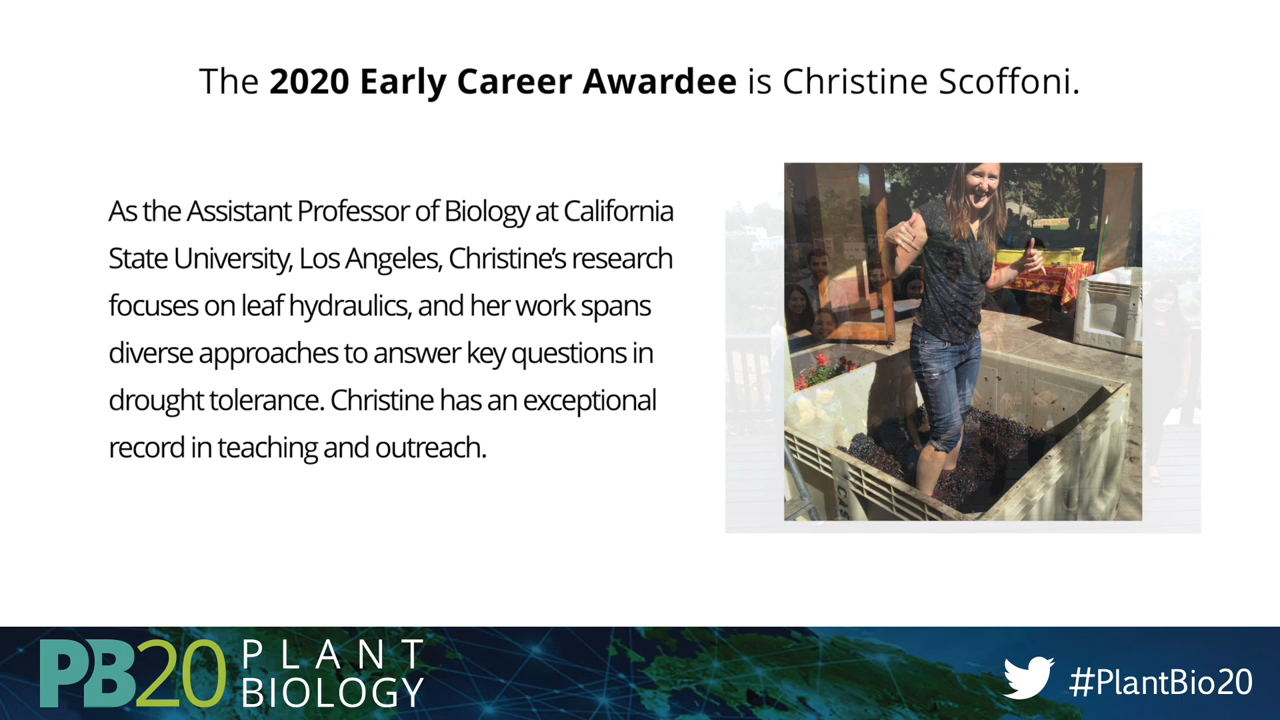 The 2020 Early Career Awardee is Christine Scoffoni.
As the Assistant Professor of Biology at California
State University, Los Angeles, Christine's research
focuses on leaf hydraulics, and her work spans
diverse approaches to answer key questions in
drought tolerance. Christine has an exceptional
record in teaching and outreach.
PB20 PLANT
BIOLOGY
#PlantBio20